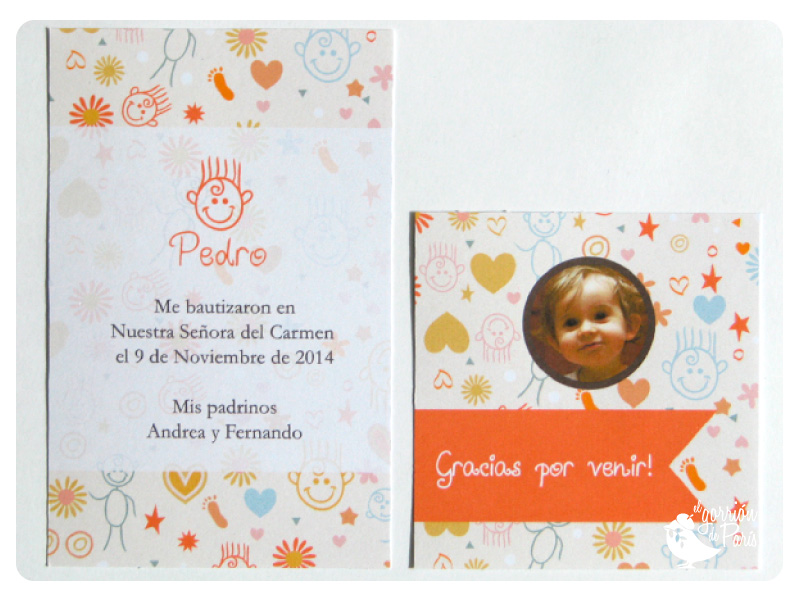 Pedro
Me bautizaron en
Nuestra Señora del Carmen
el 9 de Noviembre de 2014
Mis padrinos
Andrea y Fernando
Gracias por venir!
el gorrión
de París